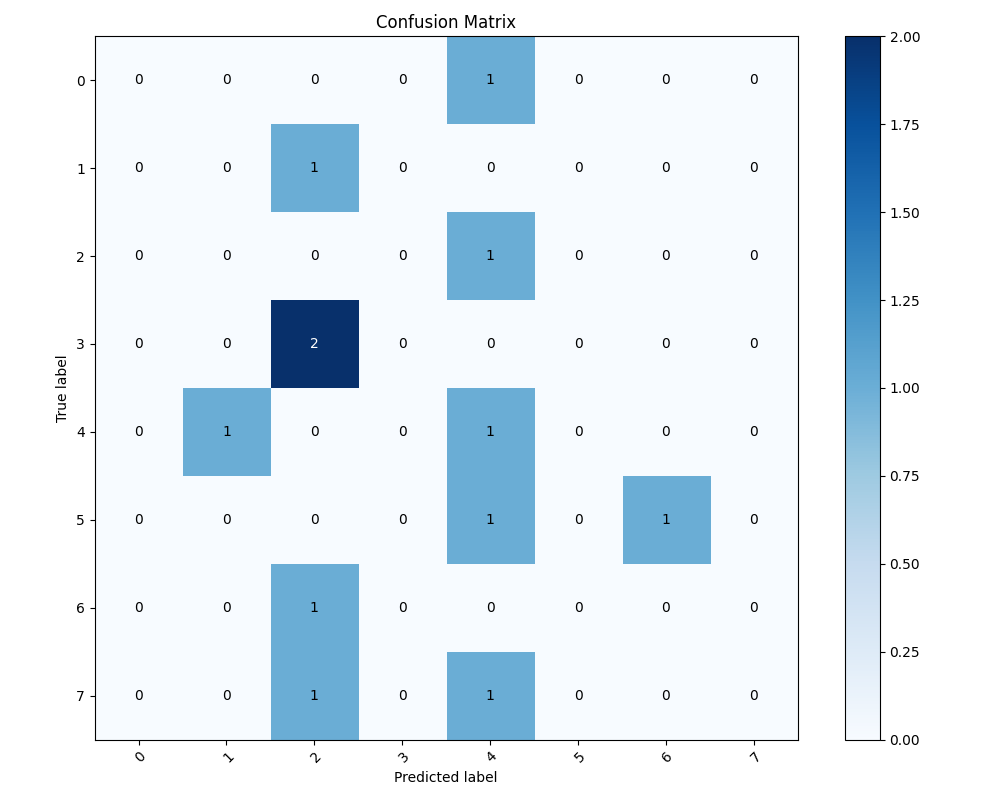 Confusion Matrix
0 0 0 0 0 1 0 0 0
1 0 0 1 0 0 0 0 0
2 0 0 0 0 1 0 0 0
3 0 0 2 0 0 0 0 0
4 0 1 0 0 1 0 0 0
5 0 0 0 0 1 0 1 0
6 0 0 1 0 0 0 0 0
7 0 0 1 0 1 0 0 0
True label
0 1 2 3 4 5 6 7
Predicted label
2.00
1.75
1.50
1.25
1.00
0.75
0.50
0.25
0.00